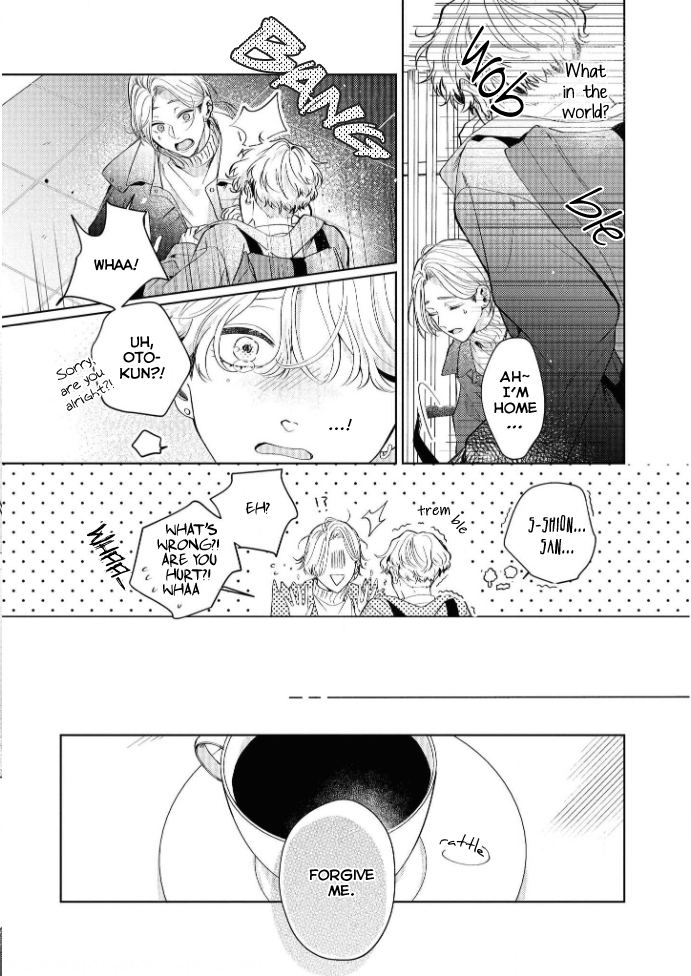 What
in the
world?
Wob
ble
AH~
I'M
HOME
...
BANG
WHAA!
UH,
OTO-
KUN?!
Sorry!
are you
alright?!
...!
S-SHION...
SAN...
trem
ble
!?
EH?
WHAT'S
WRONG?!
ARE YOU
HURT?!
WHAA
WHAA-
rattle
FORGIVE
ME.